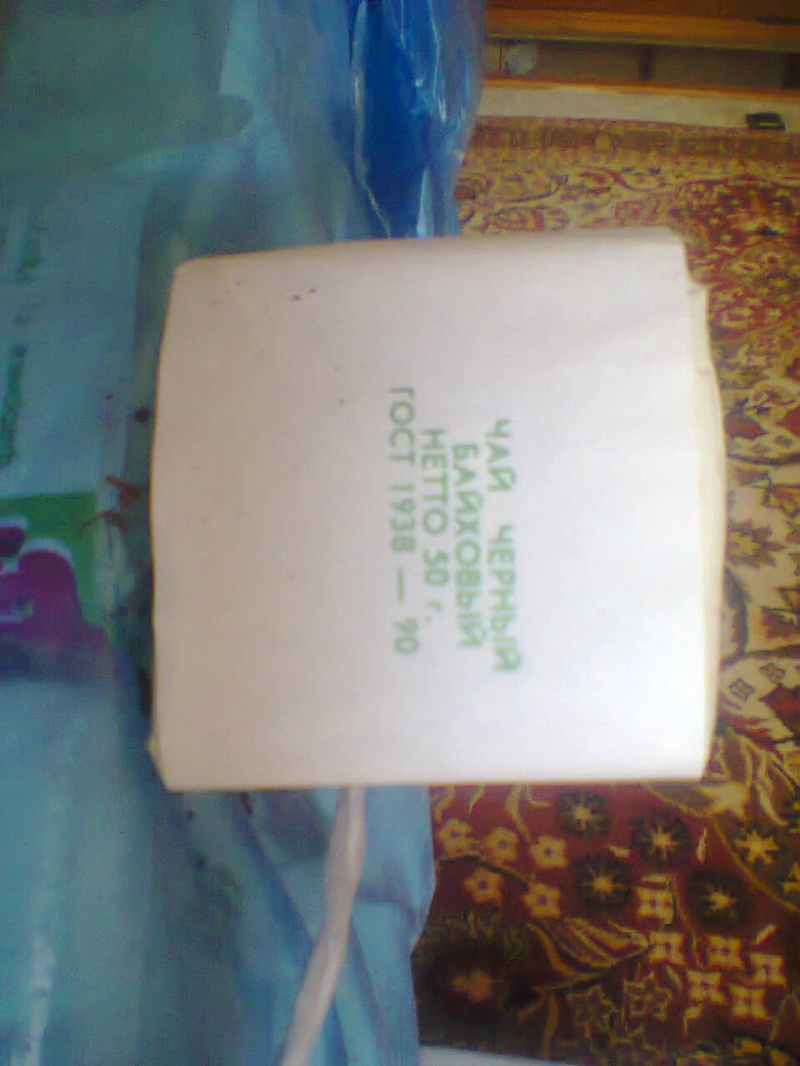 ЧАЙ ЧЕРНЫЙ
БАЙХОВЫЙ
НЕТТО 50 г.
ГОСТ 1938 — 90